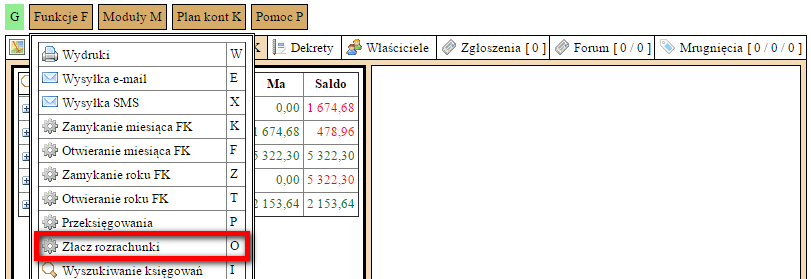 G Funkcje F Moduły M Plan kont K Pomoc P
K Dekrety Właściciele Zgłoszenia [ 0 ] Forum [ 0 / 0 ] Mrugnięcia [ 0 / 0 / 0 ]
Wydruki W
Wysyłka e-mail E
Wysyłka SMS X
Zamykanie miesiąca FK K
Otwieranie miesiąca FK F
Zamykanie roku FK Z
Otwieranie roku FK T
Przeksięgowania P
Złącz rozrachunki O
Wyszukiwanie księgowań I
Ma Saldo
0,00 1 674,68
1 674,68 478,96
5 322,30 5 322,30
0,00 5 322,30
2 153,64 2 153,64